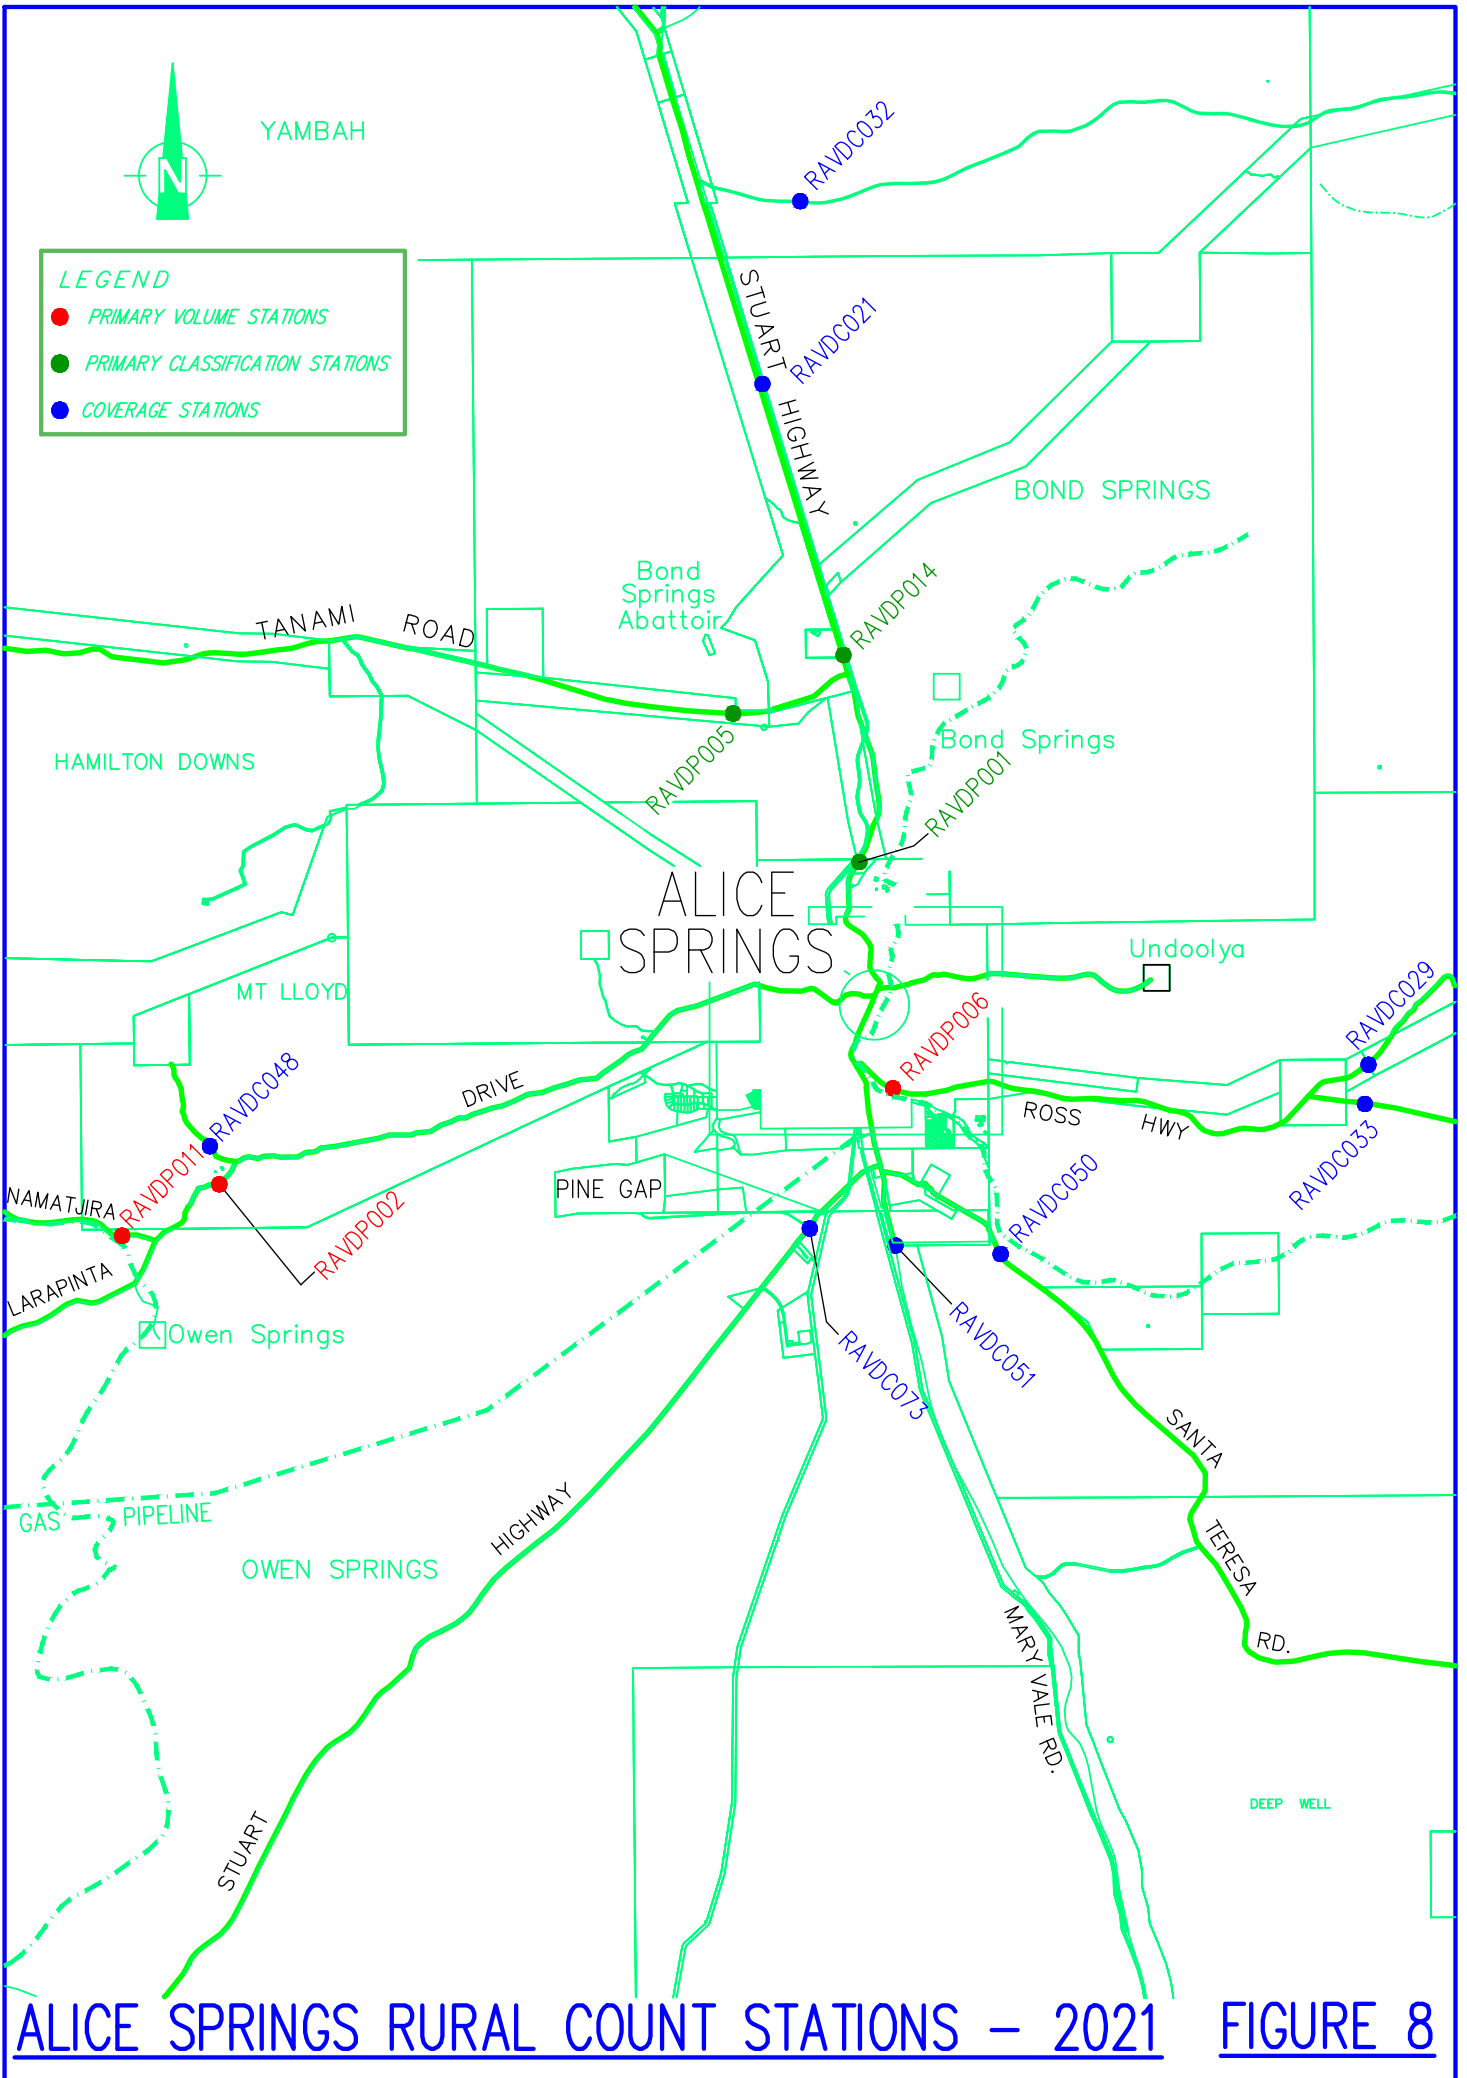 YAMBAH
N
RAVDC032
LEGEND
PRIMARY VOLUME STATIONS
PRIMARY CLASSIFICATION STATIONS
COVERAGE STATIONS
STUART HIGHWAY
RAVDC021
BOND SPRINGS
Bond
Springs
Abattoir
RAVDP014
TANAMI ROAD
RAVDP005
Bond Springs
RAVDP001
HAMILTON DOWNS
ALICE
SPRINGS
Undoolya
MT LLOYD
RAVDP006
RAVDC029
RAVDC048
DRIVE
ROSS HWY
RAVDC033
RAVDP011
NAMATJIRA
RAVDP002
PINE GAP
RAVDC050
LARAPINTA
Owen Springs
RAVDC073
RAVDC051
SANTA
TERESA
RD.
GAS PIPELINE
HIGHWAY
OWEN SPRINGS
MARY VALE RD.
DEEP WELL
STUART
ALICE SPRINGS RURAL COUNT STATIONS - 2021
FIGURE 8